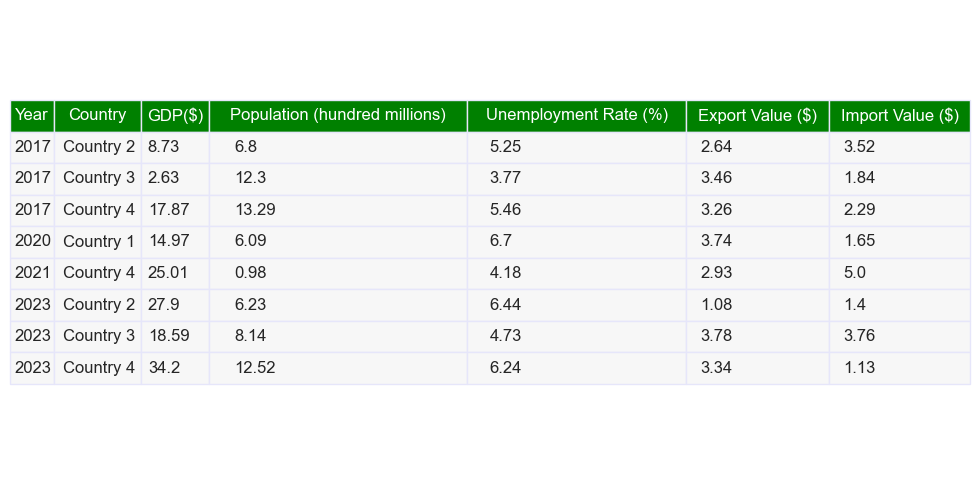 Year Country GDP($) Population (hundred millions) Unemployment Rate (%) Export Value ($) Import Value ($)
2017 Country 2 8.73 6.8 5.25 2.64 3.52
2017 Country 3 2.63 12.3 3.77 3.46 1.84
2017 Country 4 17.87 13.29 5.46 3.26 2.29
2020 Country 1 14.97 6.09 6.7 3.74 1.65
2021 Country 4 25.01 0.98 4.18 2.93 5.0
2023 Country 2 27.9 6.23 6.44 1.08 1.4
2023 Country 3 18.59 8.14 4.73 3.78 3.76
2023 Country 4 34.2 12.52 6.24 3.34 1.13